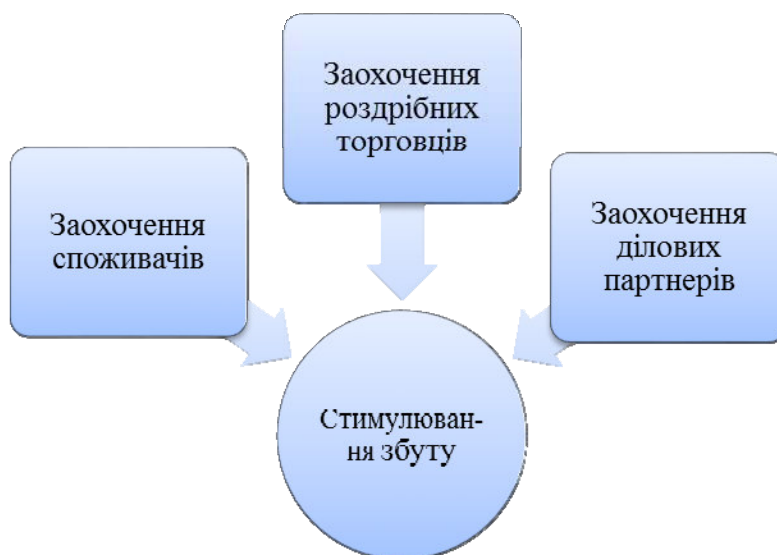 Заохочення
роздрібних
торговців
Заохочення
споживачів
Заохочення
ділових
партнерів
Стимулюван-
ня збуту